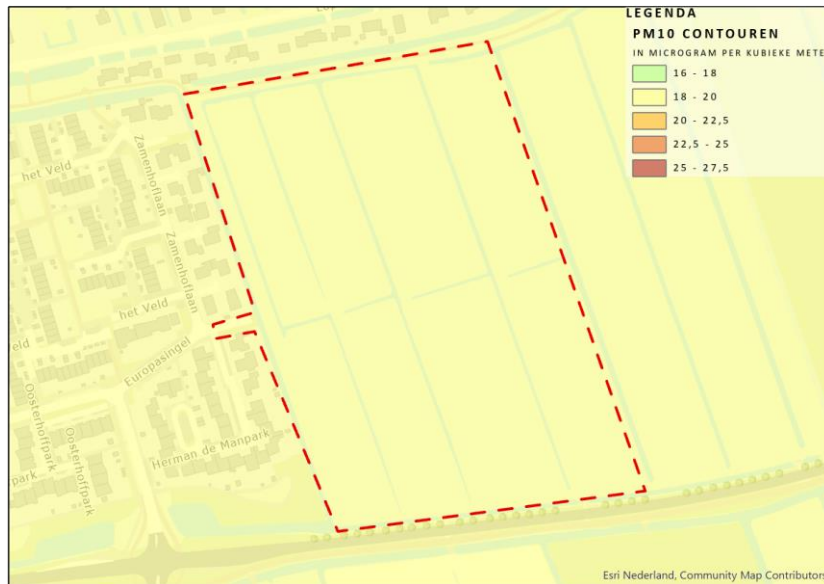 LEGENDA
PM10 CONTOUREN
IN MICROGRAM PER KUBIEKE METE
16 - 18
18 - 20
20 - 22,5
22,5 - 25
25 - 27,5
het Veld
Zamenhoflaan
Zamenhoflaan
het Veld
Europasingel
Oosterhoffpark
Oosterhoffpark
Herman de Manpark
park
Esri Nederland, Community Map Contributors